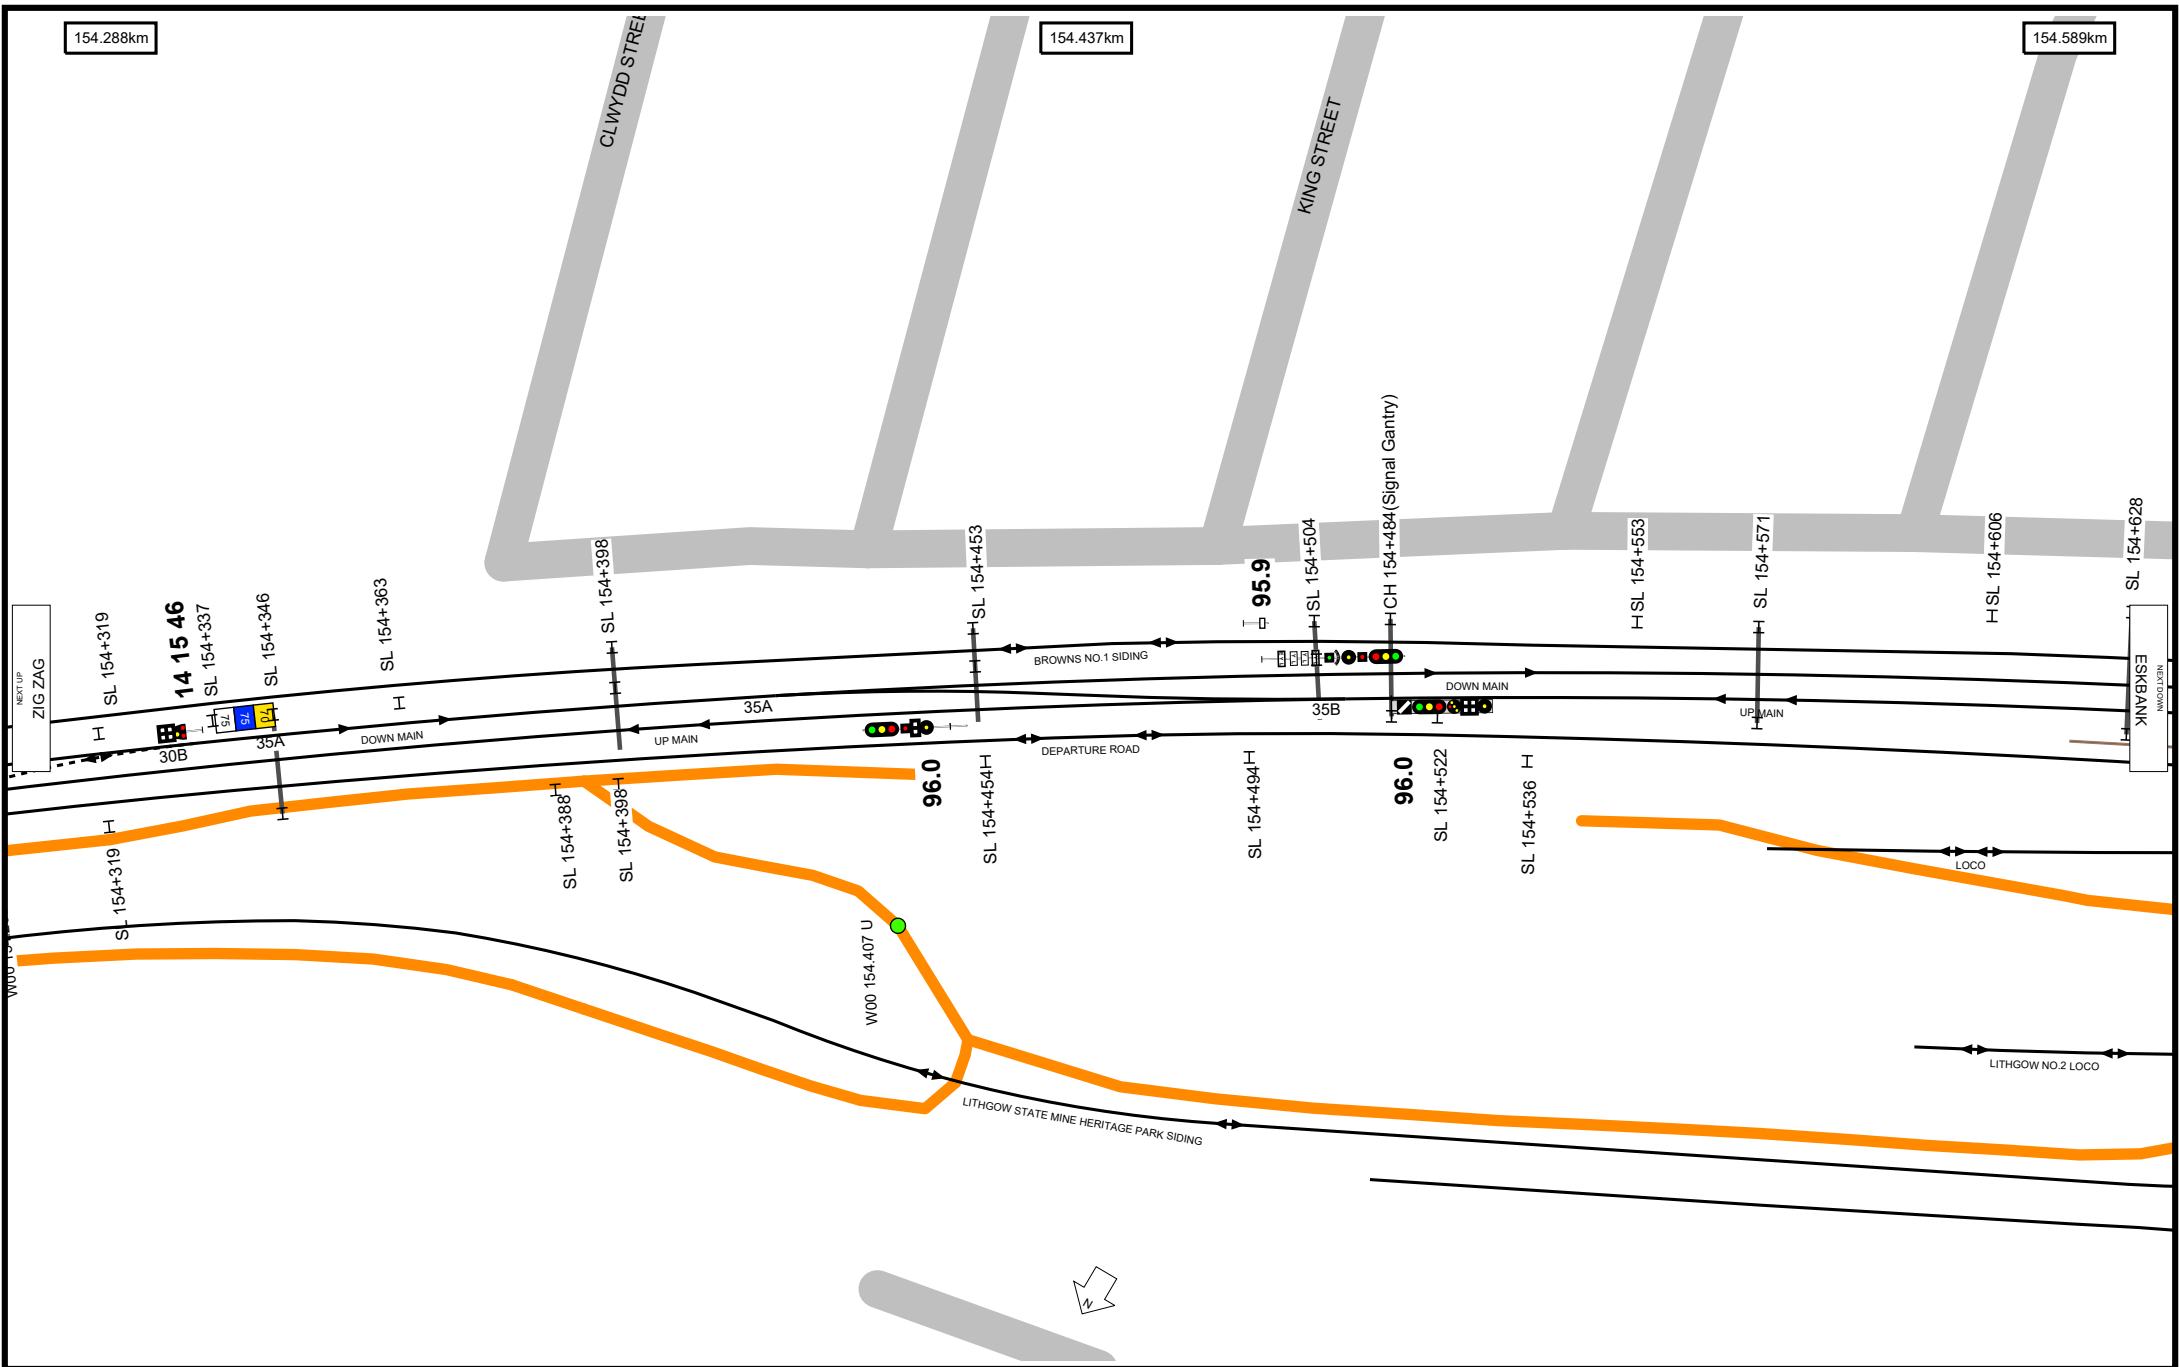 154.288km
154.437km
154.589km
CLWYDD STREE
KING STREET
NEXT UP
ZIG ZAG
SL 154+319
14 15 46
SL 154+337
SL 154+346
SL 154+363
SL 154+398
SL 154+453
95.9
SL 154+504
CH 154+484(Signal Gantry)
SL 154+553
SL 154+571
SL 154+606
SL 154+628
ESKBANK
NEXT DOWN
75
75
70
30B
35A
DOWN MAIN
UP MAIN
35A
BROWNS NO.1 SIDING
DEPARTURE ROAD
35B
DOWN MAIN
UP MAIN
96.0
96.0
SL 154+319
SL 154+388
SL 154+398
SL 154+454
SL 154+494
SL 154+522
SL 154+536
LOCO
W00 154.407 U
LITHGOW NO.2 LOCO
LITHGOW STATE MINE HERITAGE PARK SIDING
N